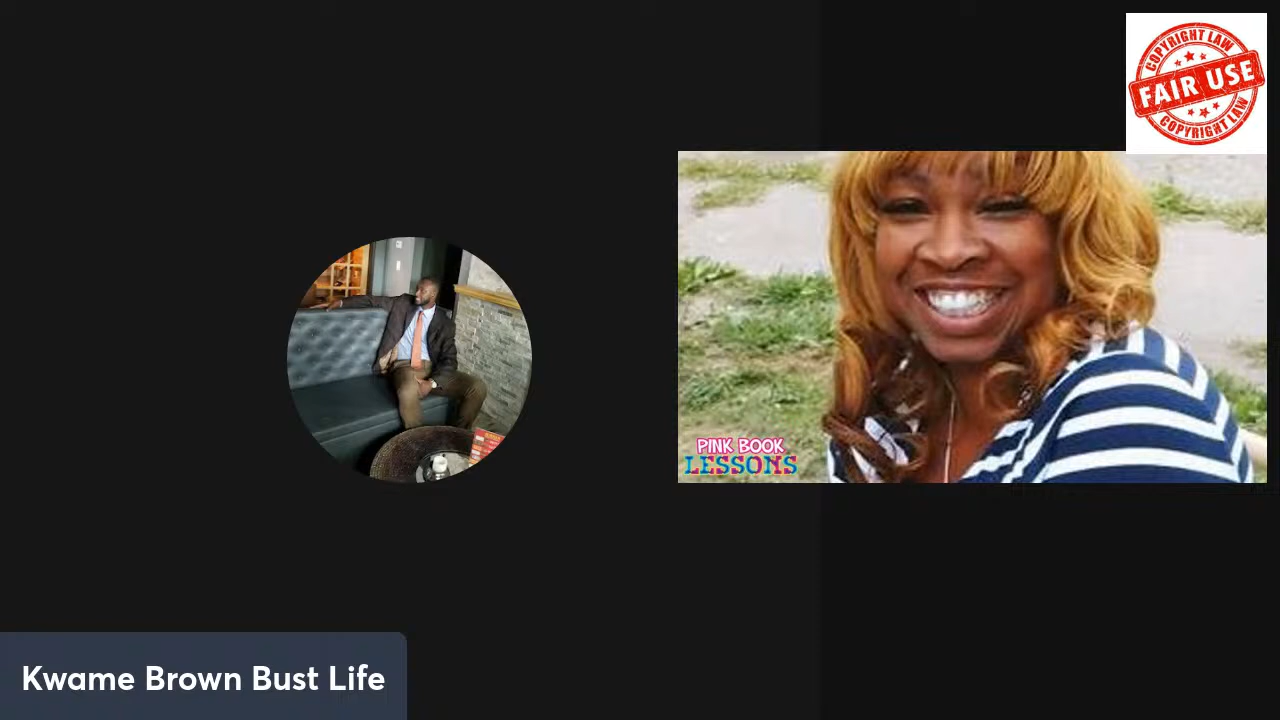 COPYRIGHT LAW
FAIR USE
COPYRIGHT LAW
PINK BOOK
LESSONS
Kwame Brown Bust Life